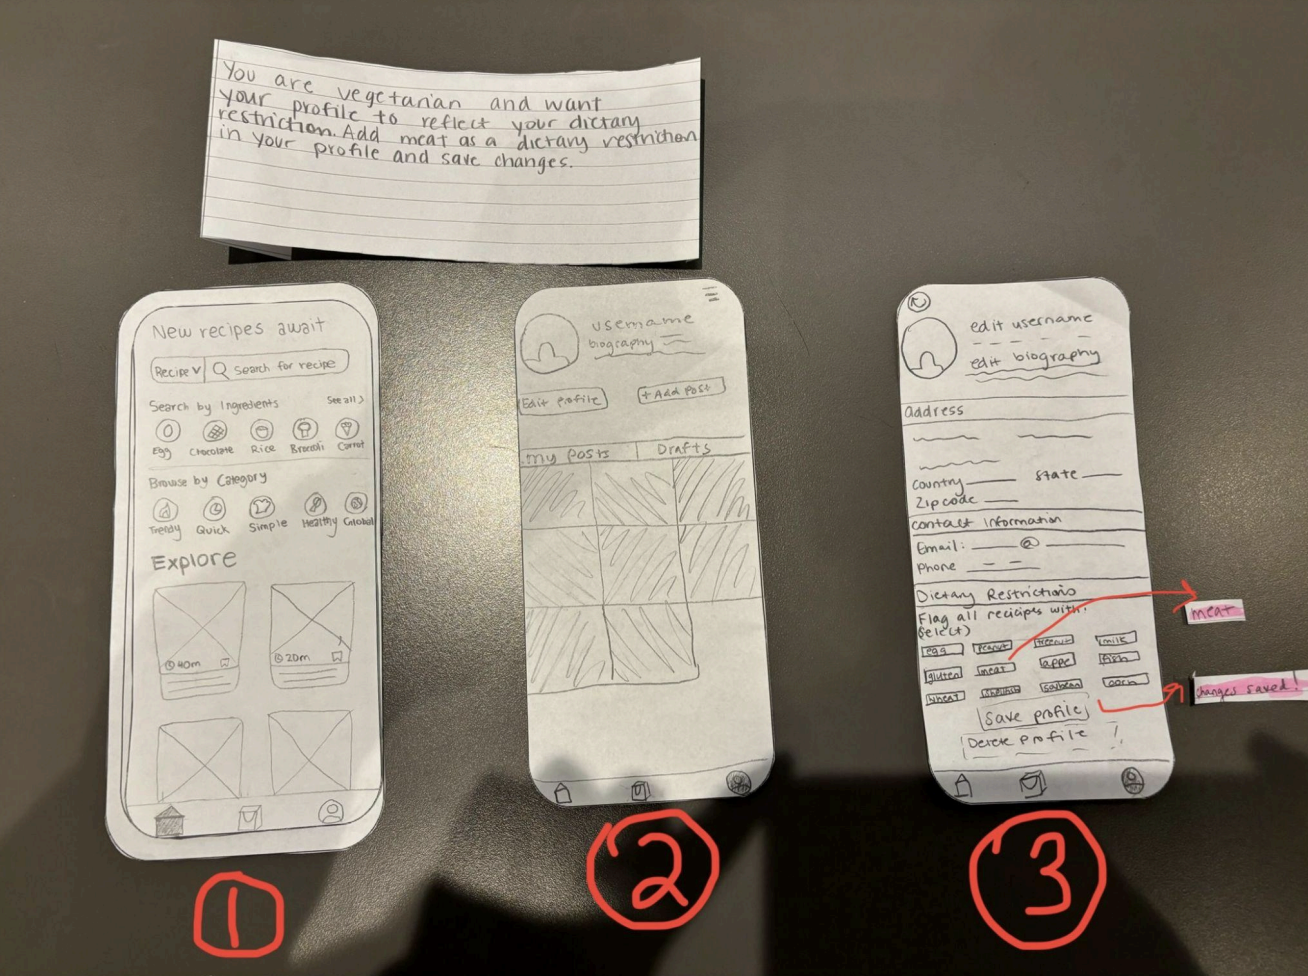 You are vegetarian and want
your profile to reflect your dietary
restriction. Add meat as a dietary restriction
in your profile and save changes.
New recipes await
Recipe Search for recipe
Search by Ingredients See all >
Egg Chocolate Rice Broccoli Carrot
Browse by Category
Trendy Quick Simple Healthy Global
Explore
40m 20m
1
username
biography
Edit profile + Add Post
my posts Drafts
2
edit username
edit biography
address
Country State
Zipcode
contact Information
Email: @
Phone
Dietary Restrictions
Flag all recicipes with:
Select)
egg peanut treenut milk
gluten meat fish
wheat soybean corn
Save profile
Delete profile
meat
changes saved!
3